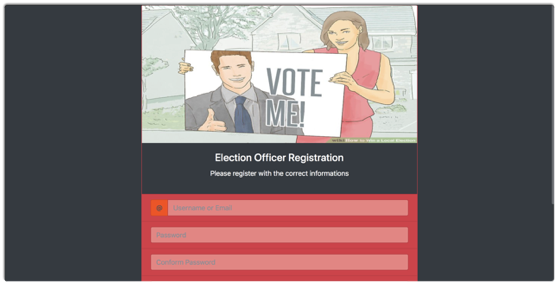 VOTE
ME!
Election Officer Registration
Please register with the correct informations
Username or Email
Password
Confirm Password